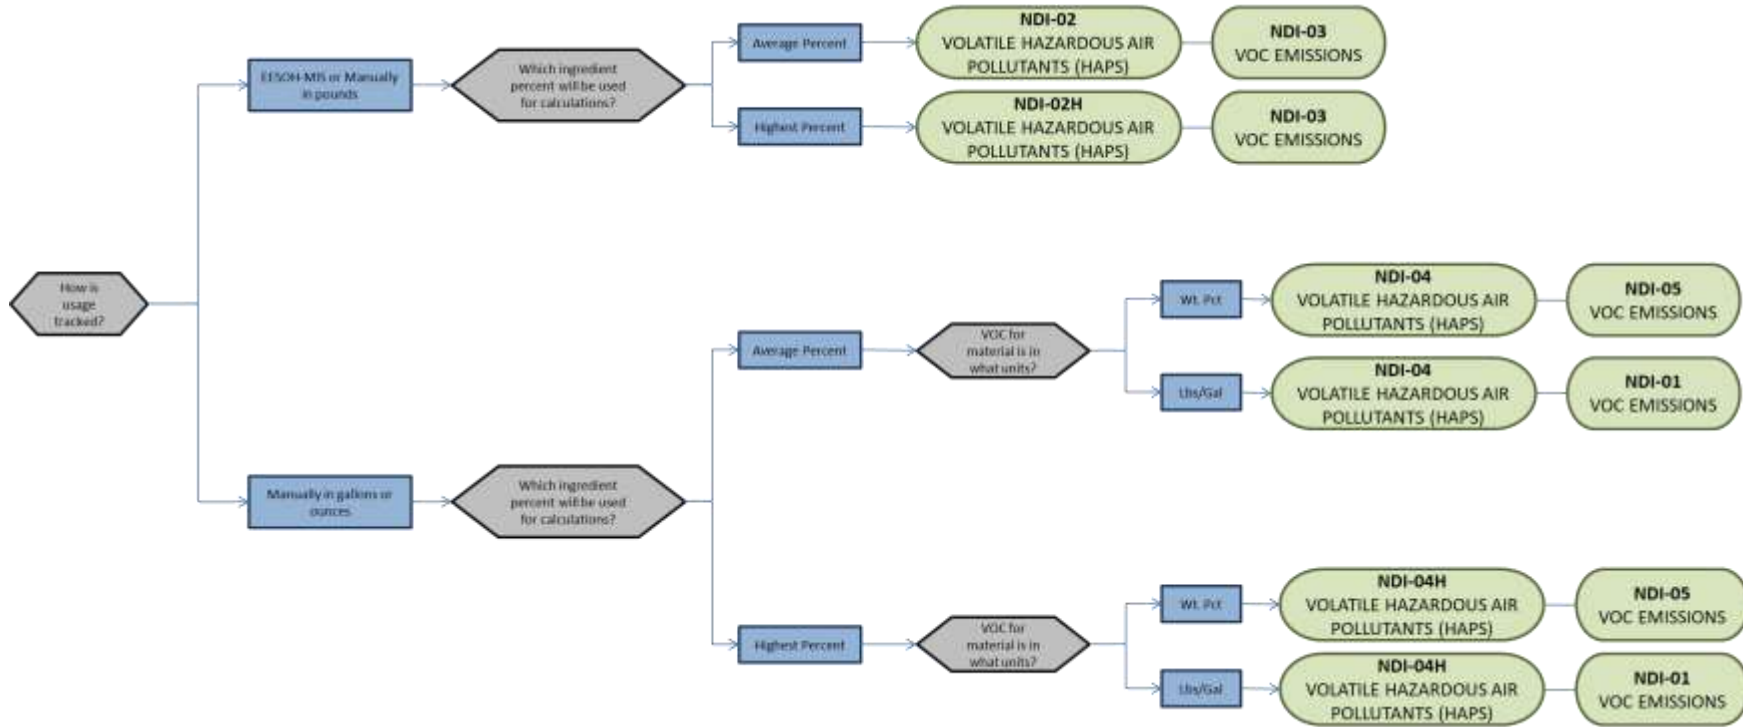 How is
usage
tracked?
EESOH-MIS or Manually
in pounds
Which ingredient
percent will be used
for calculations?
Average Percent
NDI-02
VOLATILE HAZARDOUS AIR
POLLUTANTS (HAPS)
NDI-03
VOC EMISSIONS
Highest Percent
NDI-02H
VOLATILE HAZARDOUS AIR
POLLUTANTS (HAPS)
NDI-03
VOC EMISSIONS
Manually in gallons or
ounces
Which ingredient
percent will be used
for calculations?
Average Percent
VOC for
material is in
what units?
Wt. Pct
NDI-04
VOLATILE HAZARDOUS AIR
POLLUTANTS (HAPS)
NDI-05
VOC EMISSIONS
Lbs/Gal
NDI-04
VOLATILE HAZARDOUS AIR
POLLUTANTS (HAPS)
NDI-01
VOC EMISSIONS
Highest Percent
VOC for
material is in
what units?
Wt. Pct
NDI-04H
VOLATILE HAZARDOUS AIR
POLLUTANTS (HAPS)
NDI-05
VOC EMISSIONS
Lbs/Gal
NDI-04H
VOLATILE HAZARDOUS AIR
POLLUTANTS (HAPS)
NDI-01
VOC EMISSIONS